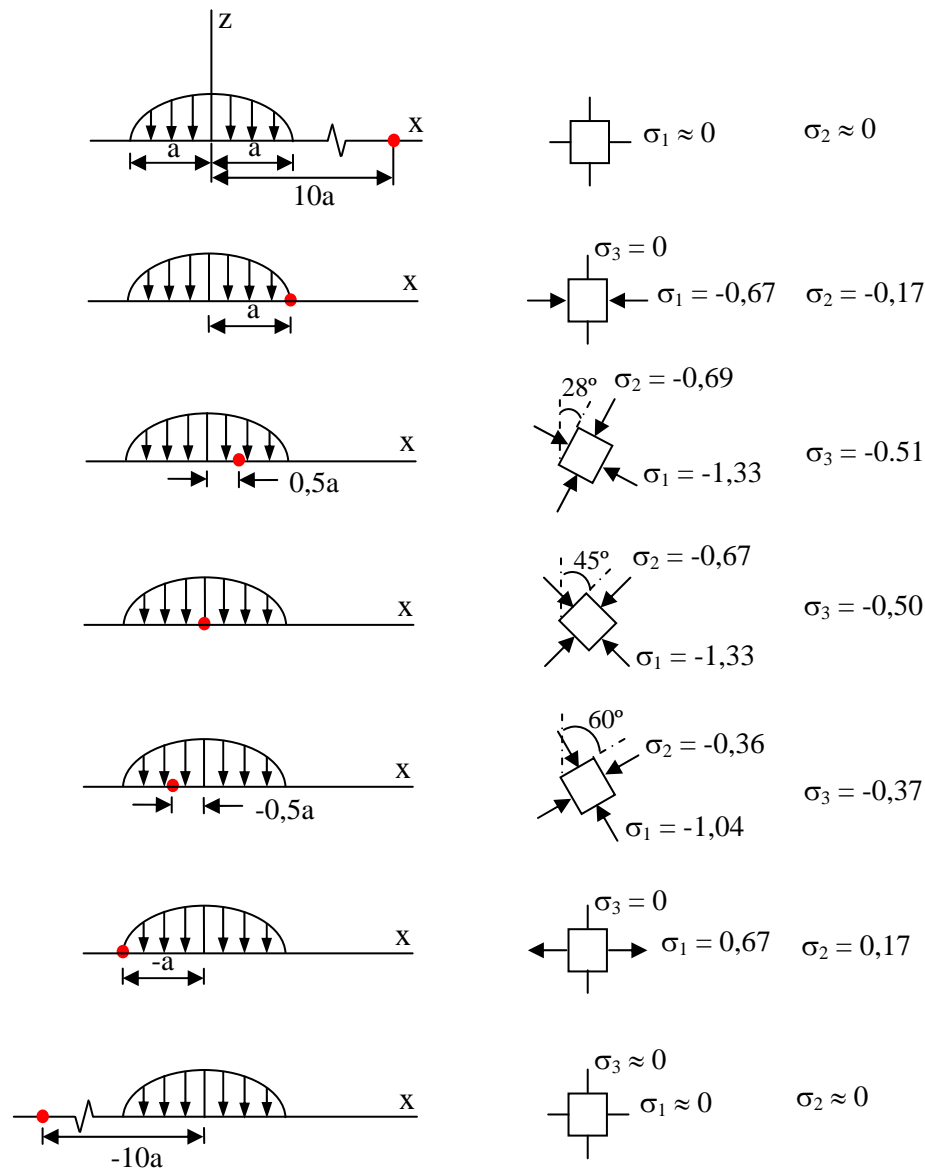 z
x
a a
10a
σ₁ ≈ 0 σ₂ ≈ 0
x
a
σ₃ = 0
σ₁ = -0,67 σ₂ = -0,17
x
0,5a
28º
σ₂ = -0,69
σ₁ = -1,33 σ₃ = -0.51
x
45º
σ₂ = -0,67
σ₁ = -1,33 σ₃ = -0,50
x
-0,5a
60º
σ₂ = -0,36
σ₁ = -1,04 σ₃ = -0,37
x
-a
σ₃ = 0
σ₁ = 0,67 σ₂ = 0,17
x
-10a
σ₃ ≈ 0
σ₁ ≈ 0 σ₂ ≈ 0